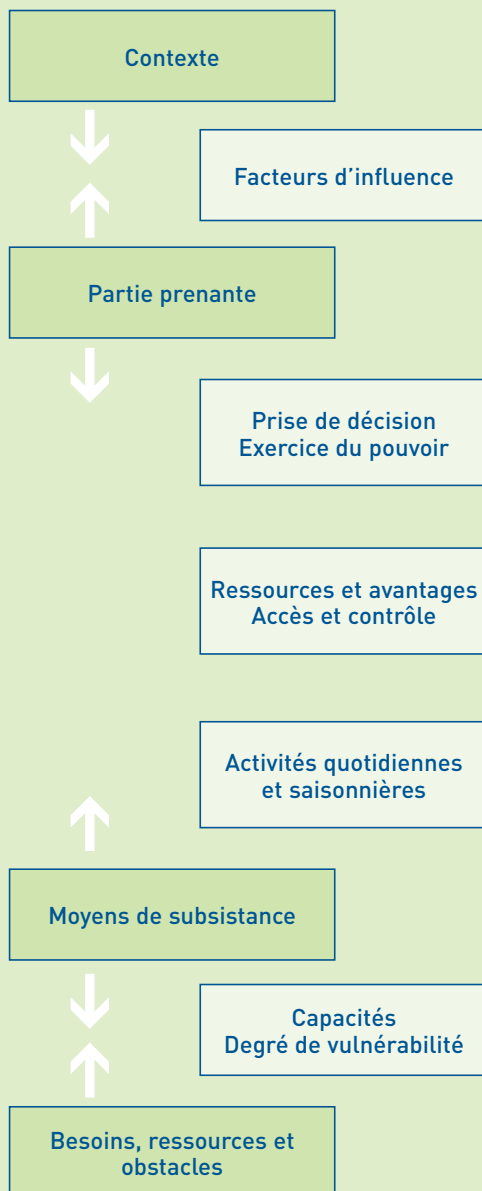 Contexte
Facteurs d’influence
Partie prenante
Prise de décision
Exercice du pouvoir
Ressources et avantages
Accès et contrôle
Activités quotidiennes
et saisonnières
Moyens de subsistance
Capacités
Degré de vulnérabilité
Besoins, ressources et
obstacles